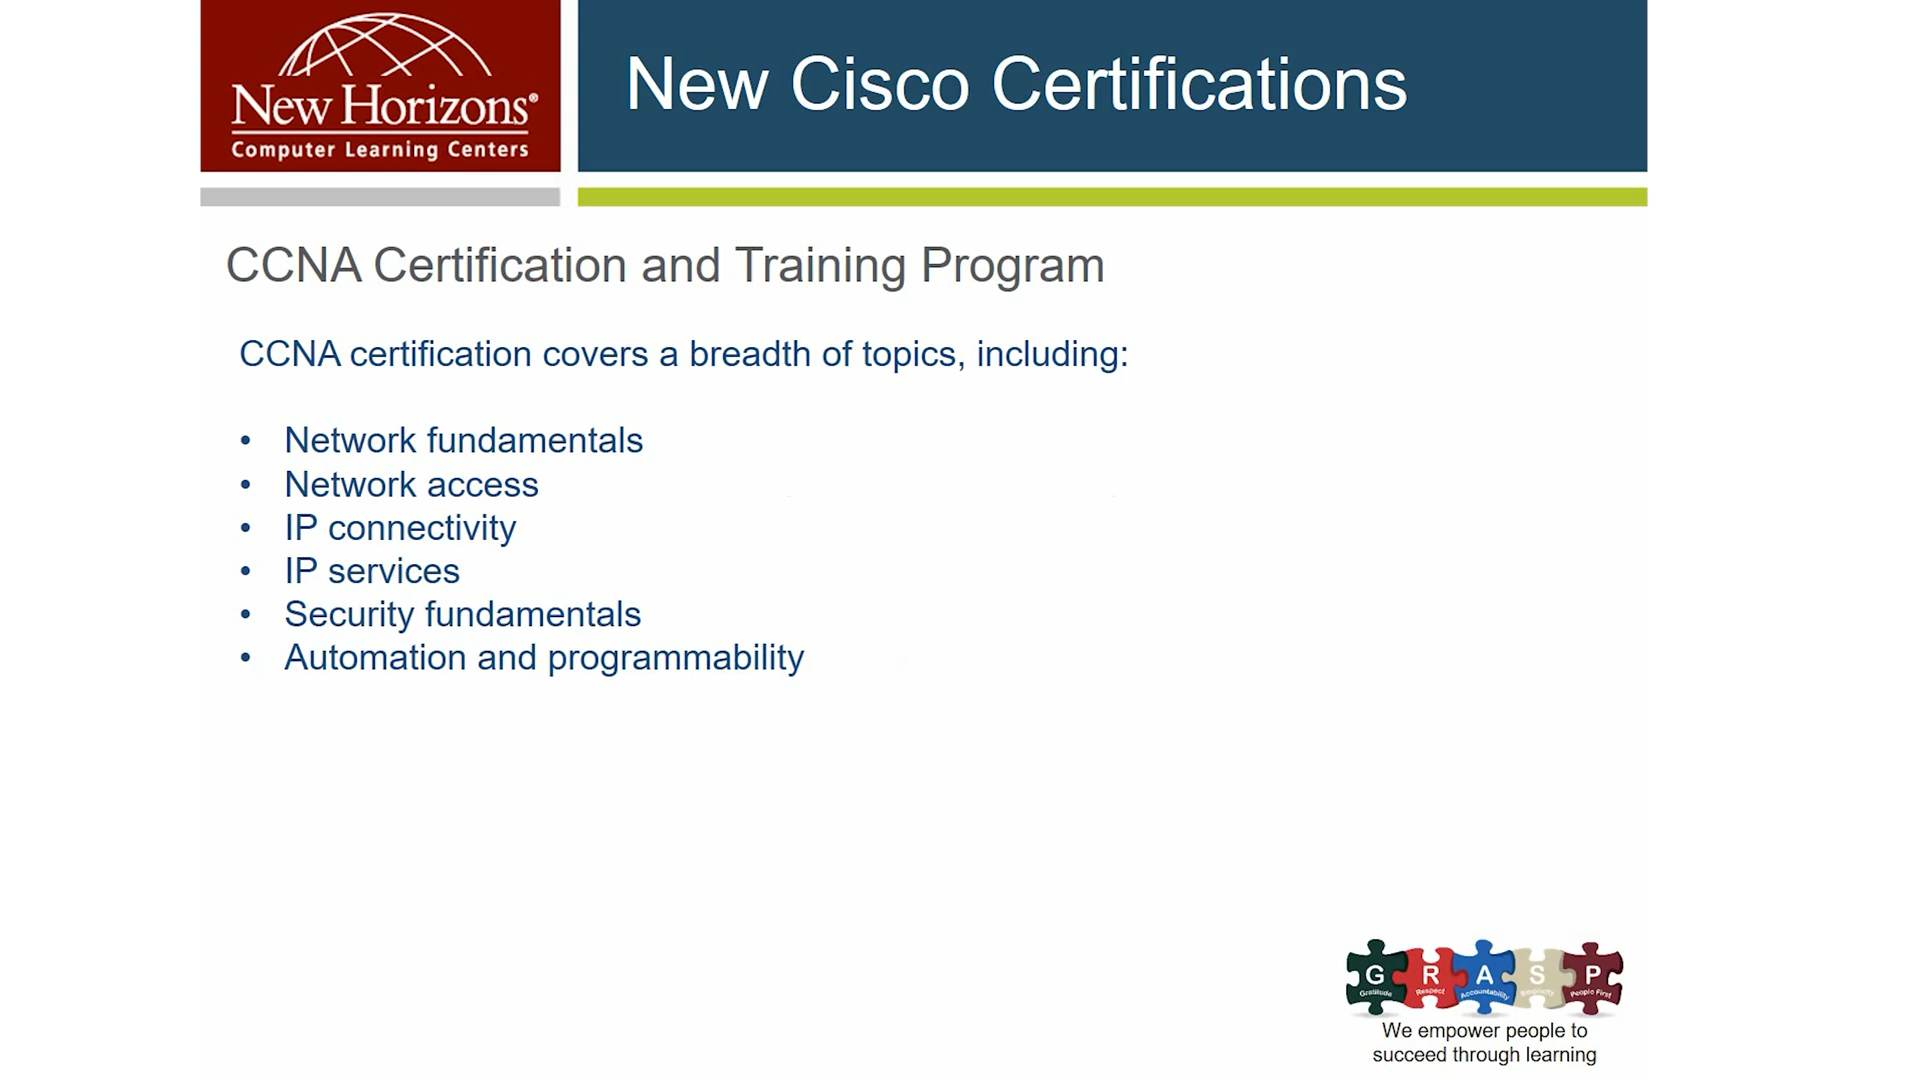 New Horizons®
Computer Learning Centers
New Cisco Certifications
CCNA Certification and Training Program
CCNA certification covers a breadth of topics, including:
• Network fundamentals
• Network access
• IP connectivity
• IP services
• Security fundamentals
• Automation and programmability
G R A S P
Gratitude Respect Accountability Simplicity People First
We empower people to
succeed through learning